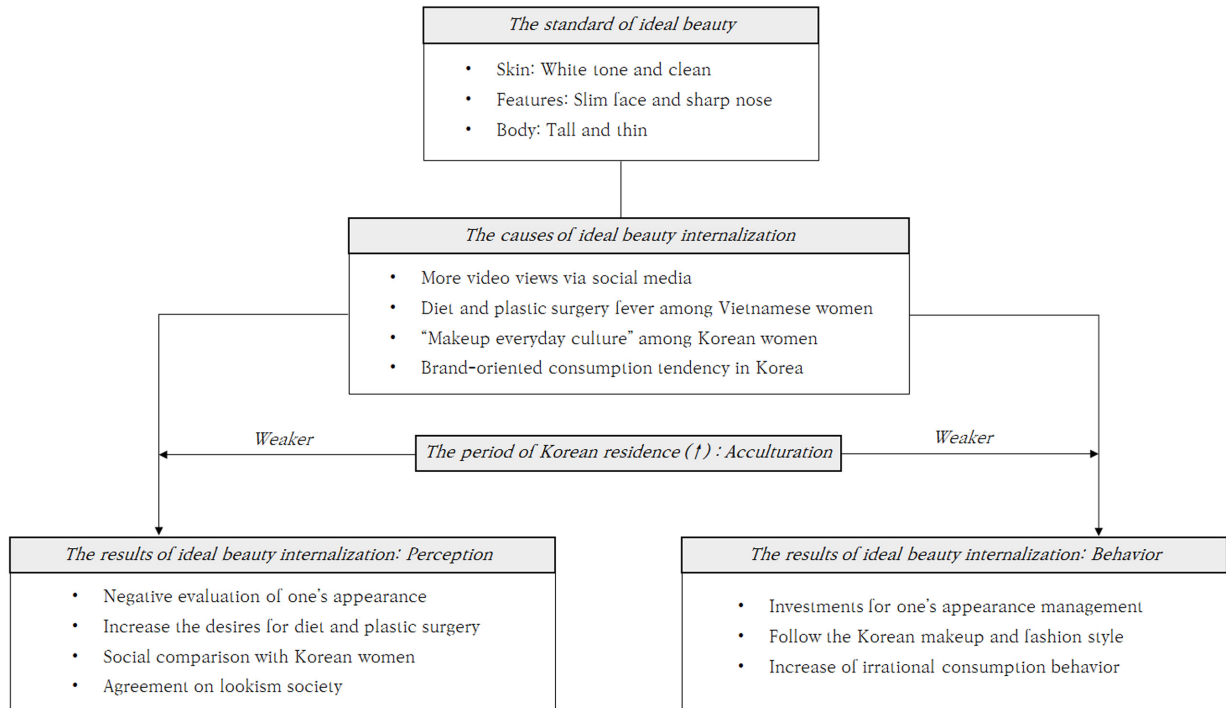 The standard of ideal beauty
• Skin: White tone and clean
• Features: Slim face and sharp nose
• Body: Tall and thin
The causes of ideal beauty internalization
• More video views via social media
• Diet and plastic surgery fever among Vietnamese women
• “Makeup everyday culture” among Korean women
• Brand-oriented consumption tendency in Korea
Weaker
The period of Korean residence (↑) : Acculturation
Weaker
The results of ideal beauty internalization: Perception
• Negative evaluation of one’s appearance
• Increase the desires for diet and plastic surgery
• Social comparison with Korean women
• Agreement on lookism society
The results of ideal beauty internalization: Behavior
• Investments for one’s appearance management
• Follow the Korean makeup and fashion style
• Increase of irrational consumption behavior